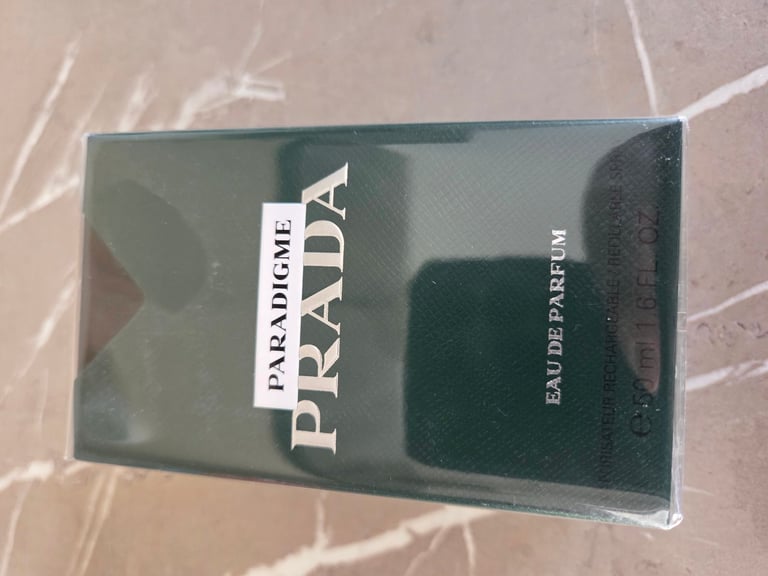 PARADIGME
PRADA
EAU DE PARFUM
VAPORISATEUR RECHARGEABLE / REFILLABLE SPRAY
℮ 50 ml 1.6 FL. OZ.